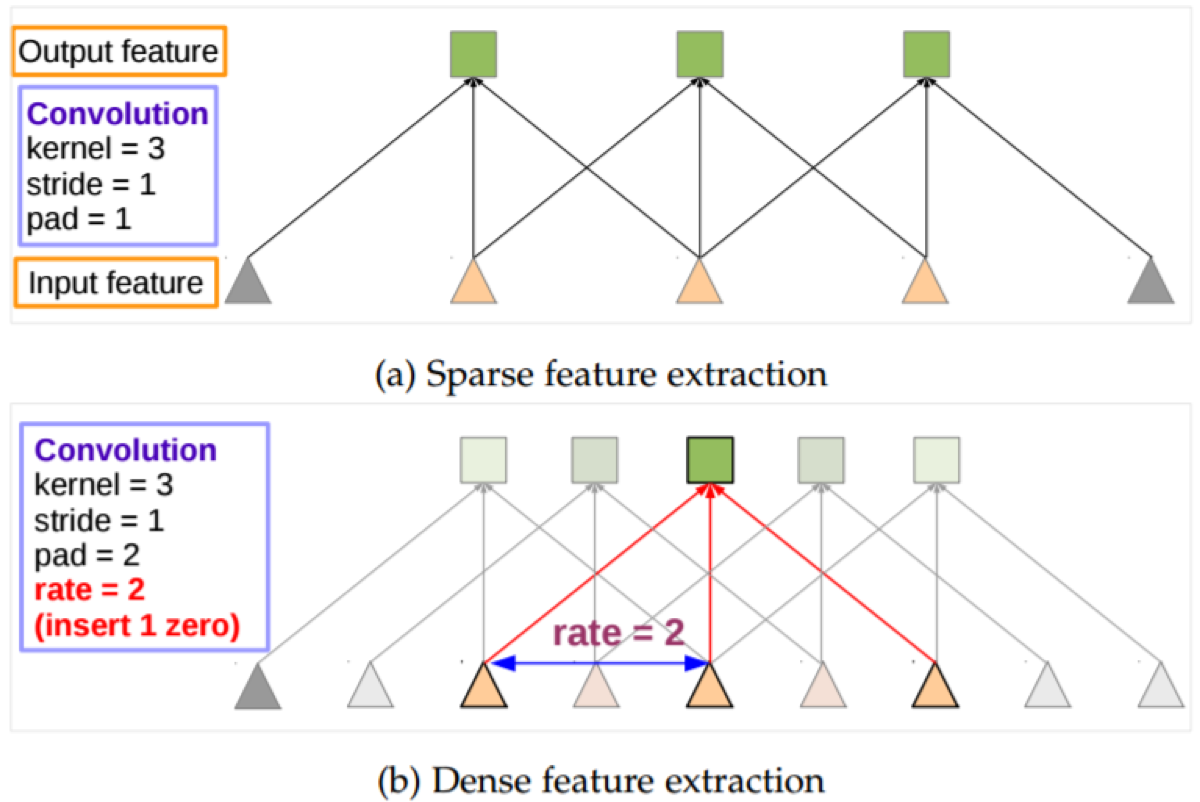 Output feature
Convolution
kernel = 3
stride = 1
pad = 1
Input feature
(a) Sparse feature extraction
Convolution
kernel = 3
stride = 1
pad = 2
rate = 2
(insert 1 zero)
rate = 2
(b) Dense feature extraction